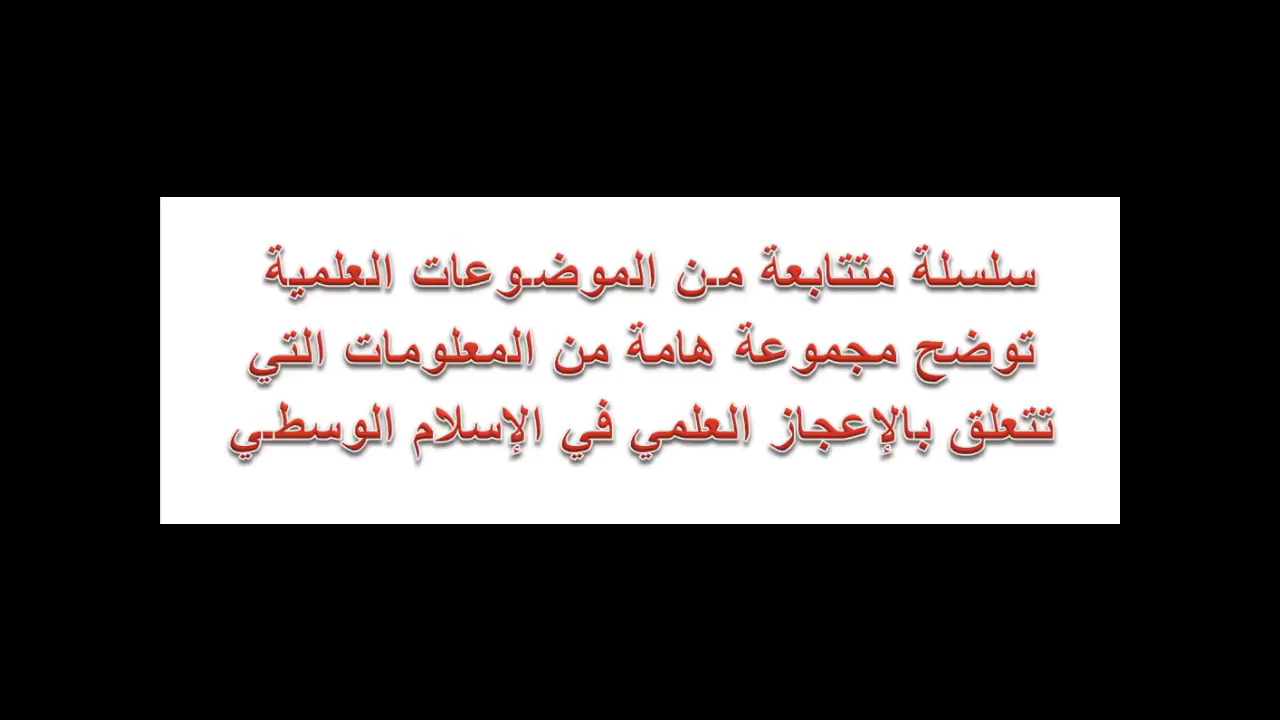 سلسلة متتابعة من الموضوعات العلمية
توضح مجموعة هامة من المعلومات التي
تتعلق بالإعجاز العلمي في الإسلام الوسطي